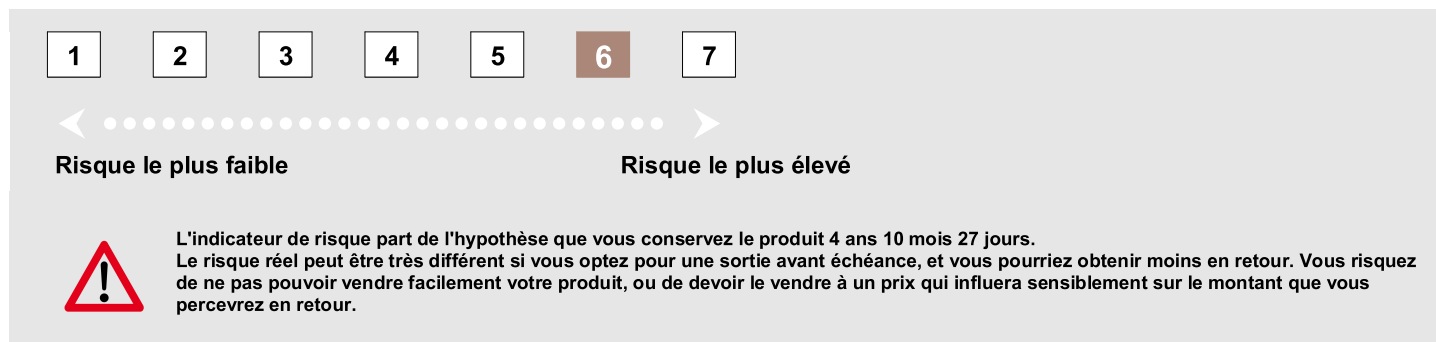 1 2 3 4 5 6 7
Risque le plus faible Risque le plus élevé
L'indicateur de risque part de l'hypothèse que vous conservez le produit 4 ans 10 mois 27 jours.
Le risque réel peut être très différent si vous optez pour une sortie avant échéance, et vous pourriez obtenir moins en retour. Vous risquez
de ne pas pouvoir vendre facilement votre produit, ou de devoir le vendre à un prix qui influera sensiblement sur le montant que vous
percevrez en retour.